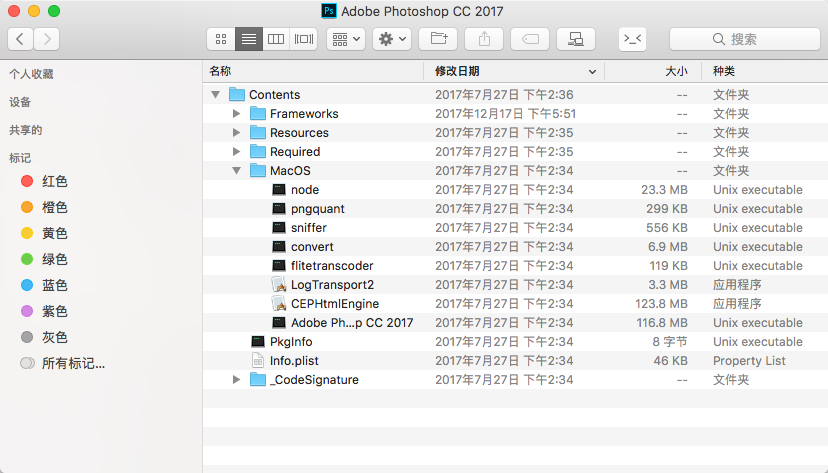 Ps Adobe Photoshop CC 2017
>_<
搜索
个人收藏
设备
共享的
标记
红色
橙色
黄色
绿色
蓝色
紫色
灰色
所有标记...
名称 修改日期 大小 种类
Contents 2017年7月27日 下午2:36 -- 文件夹
Frameworks 2017年12月17日 下午5:51 -- 文件夹
Resources 2017年7月27日 下午2:35 -- 文件夹
Required 2017年7月27日 下午2:35 -- 文件夹
MacOS 2017年7月27日 下午2:34 -- 文件夹
node 2017年7月27日 下午2:34 23.3 MB Unix executable
pngquant 2017年7月27日 下午2:34 299 KB Unix executable
sniffer 2017年7月27日 下午2:34 556 KB Unix executable
convert 2017年7月27日 下午2:34 6.9 MB Unix executable
flitetranscoder 2017年7月27日 下午2:34 119 KB Unix executable
LogTransport2 2017年7月27日 下午2:34 3.3 MB 应用程序
CEPHtmlEngine 2017年7月27日 下午2:34 123.8 MB 应用程序
Adobe Ph...p CC 2017 2017年7月27日 下午2:34 116.8 MB Unix executable
PkgInfo 2017年7月27日 下午2:34 8 字节 Unix executable
Info.plist 2017年7月27日 下午2:34 46 KB Property List
_CodeSignature 2017年7月27日 下午2:34 -- 文件夹